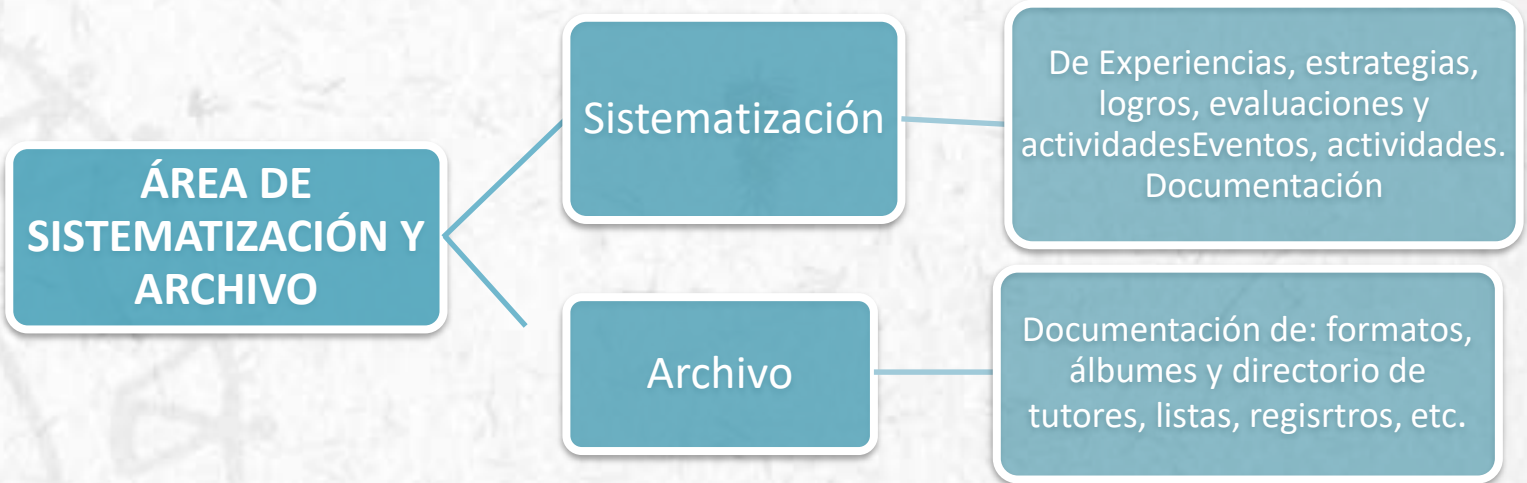 ÁREA DE
SISTEMATIZACIÓN Y
ARCHIVO
Sistematización
De Experiencias, estrategias,
logros, evaluaciones y
actividadesEventos, actividades.
Documentación
Archivo
Documentación de: formatos,
álbumes y directorio de
tutores, listas, regisrtros, etc.